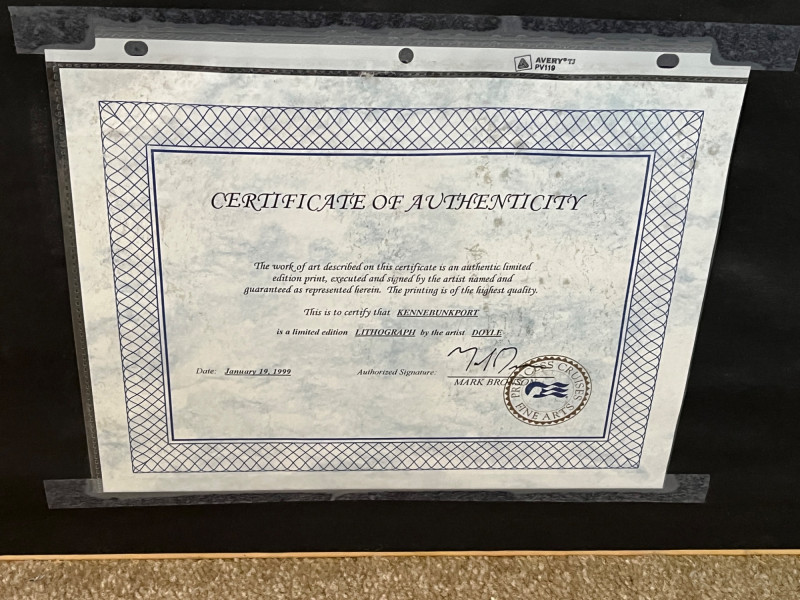 AVERY® TJ
PV119
CERTIFICATE OF AUTHENTICITY
The work of art described on this certificate is an authentic limited
edition print, executed and signed by the artist named and
guaranteed as represented herein. The printing is of the highest quality.
This is to certify that KENNEBUNKPORT
is a limited edition LITHOGRAPH by the artist DOYLE
Date: January 19, 1999 Authorized Signature:
MARK BRONSON
PRINCESS CRUISES
FINE ARTS